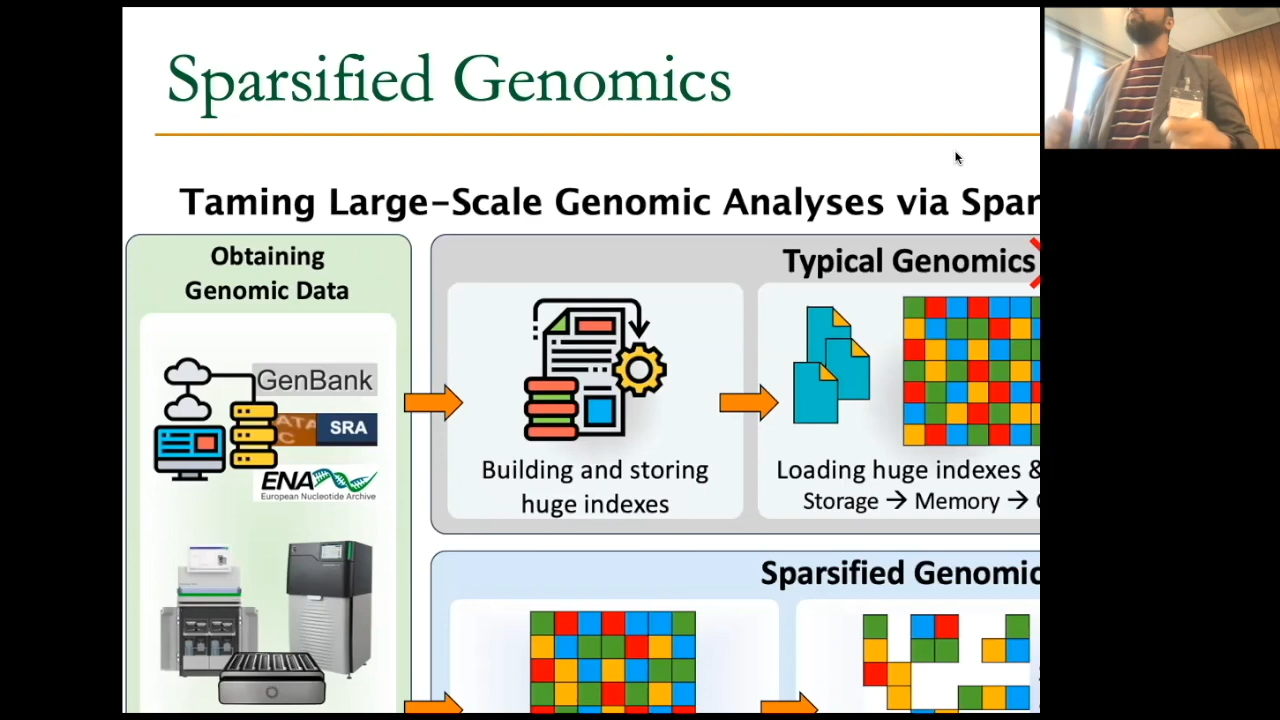 Sparsified Genomics
Taming Large-Scale Genomic Analyses via Spar
Obtaining
Genomic Data
GenBank
SRA
ENA
European Nucleotide Archive
Typical Genomics
Building and storing
huge indexes
Loading huge indexes &
Storage → Memory →
Sparsified Genomic